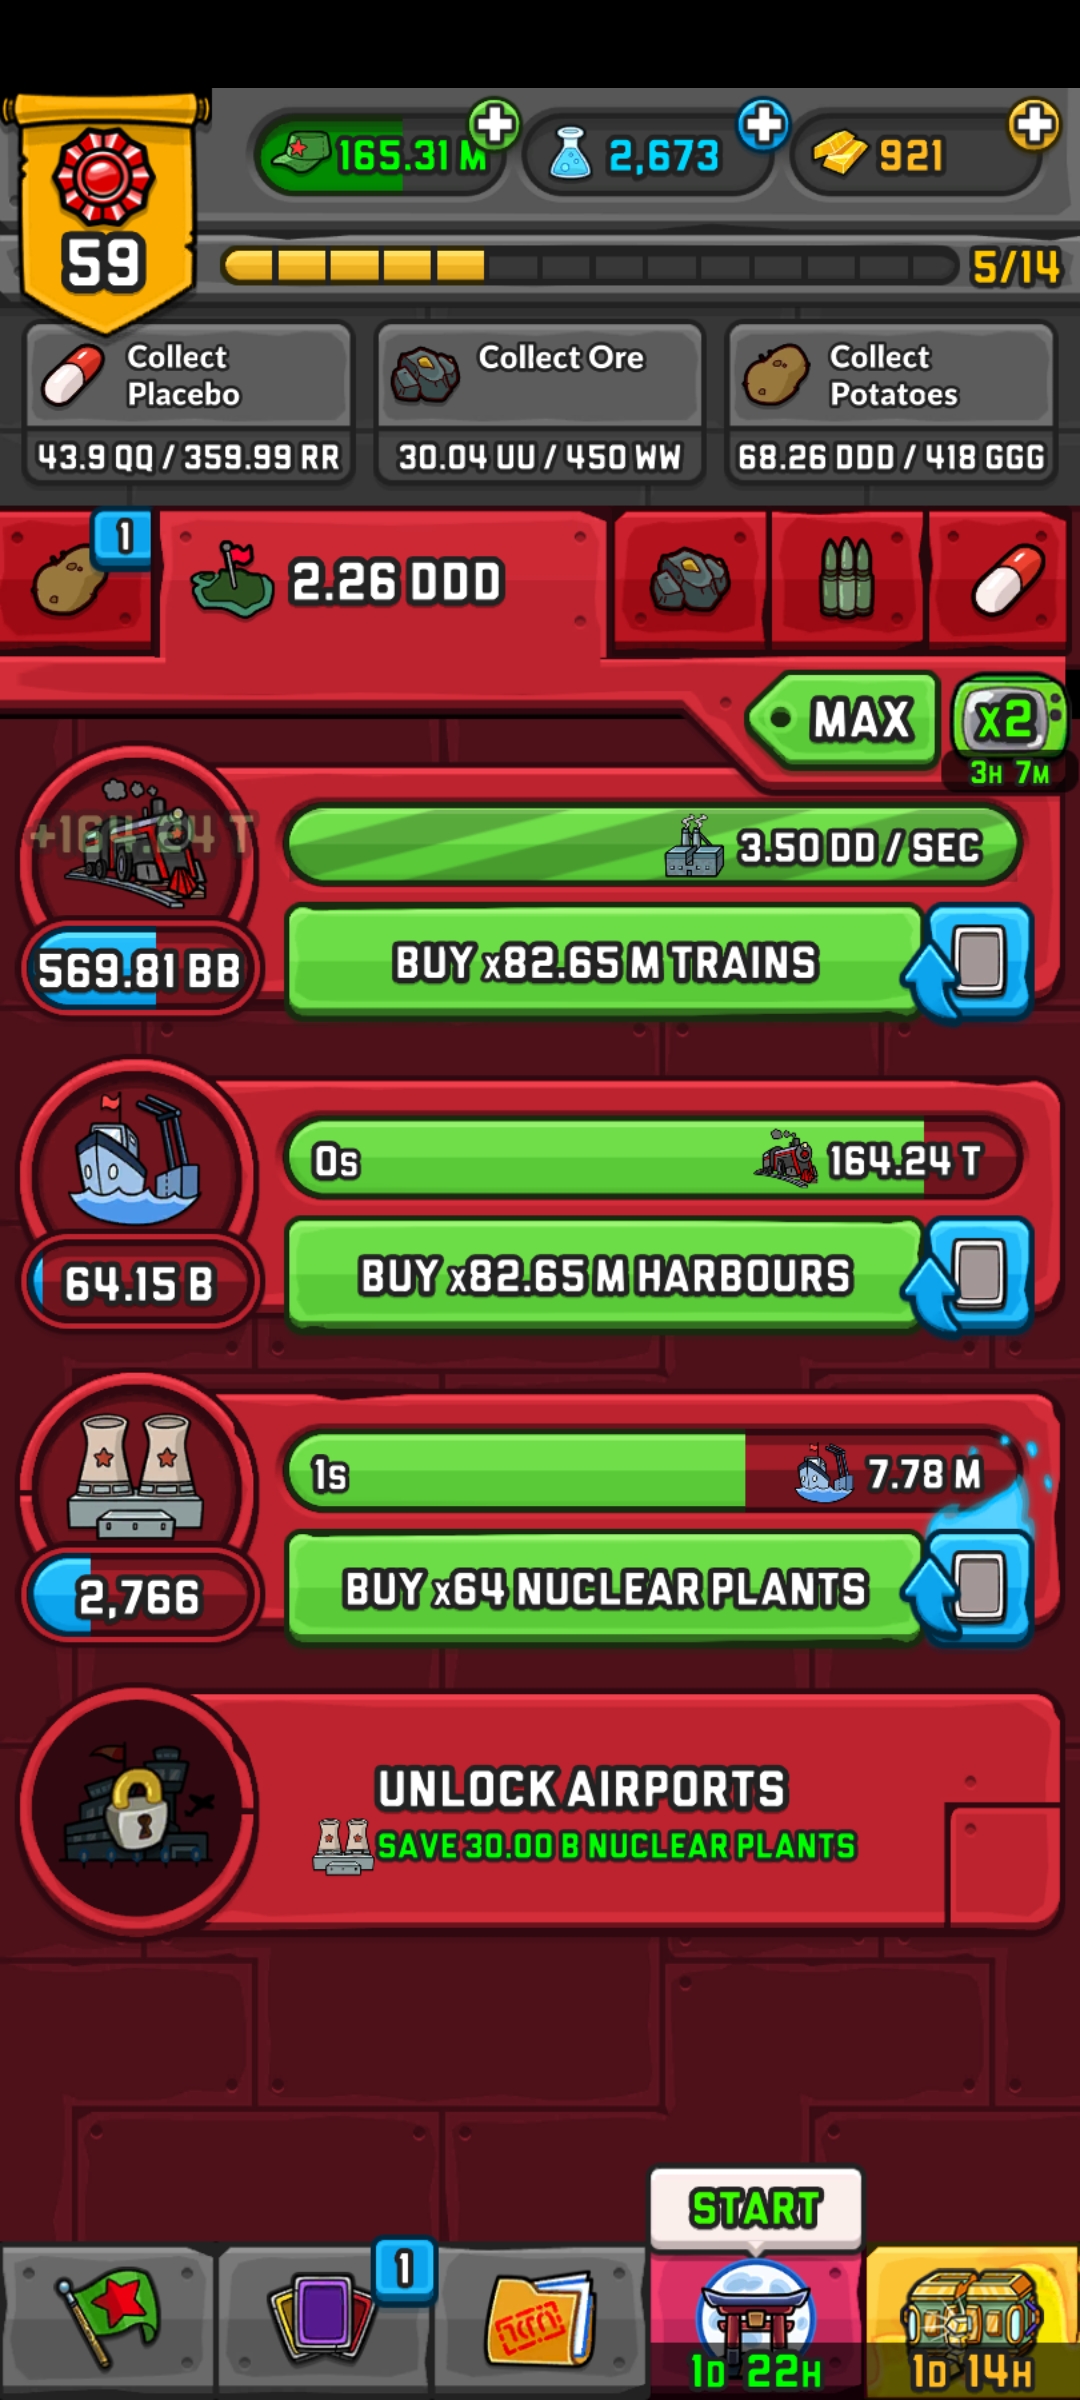 165.31 M
2,673
921
59
5/14
Collect
Placebo
43.9 QQ / 359.99 RR
Collect Ore
30.04 UU / 450 WW
Collect
Potatoes
68.26 DDD / 418 GGG
1
2.26 DDD
MAX
x2
3H 7M
+164.24 T
3.50 DD / SEC
569.81 BB
BUY x82.65 M TRAINS
0s
164.24 T
64.15 B
BUY x82.65 M HARBOURS
1s
7.78 M
2,766
BUY x64 NUCLEAR PLANTS
UNLOCK AIRPORTS
SAVE 30.00 B NUCLEAR PLANTS
START
1
1D 22H
1D 14H